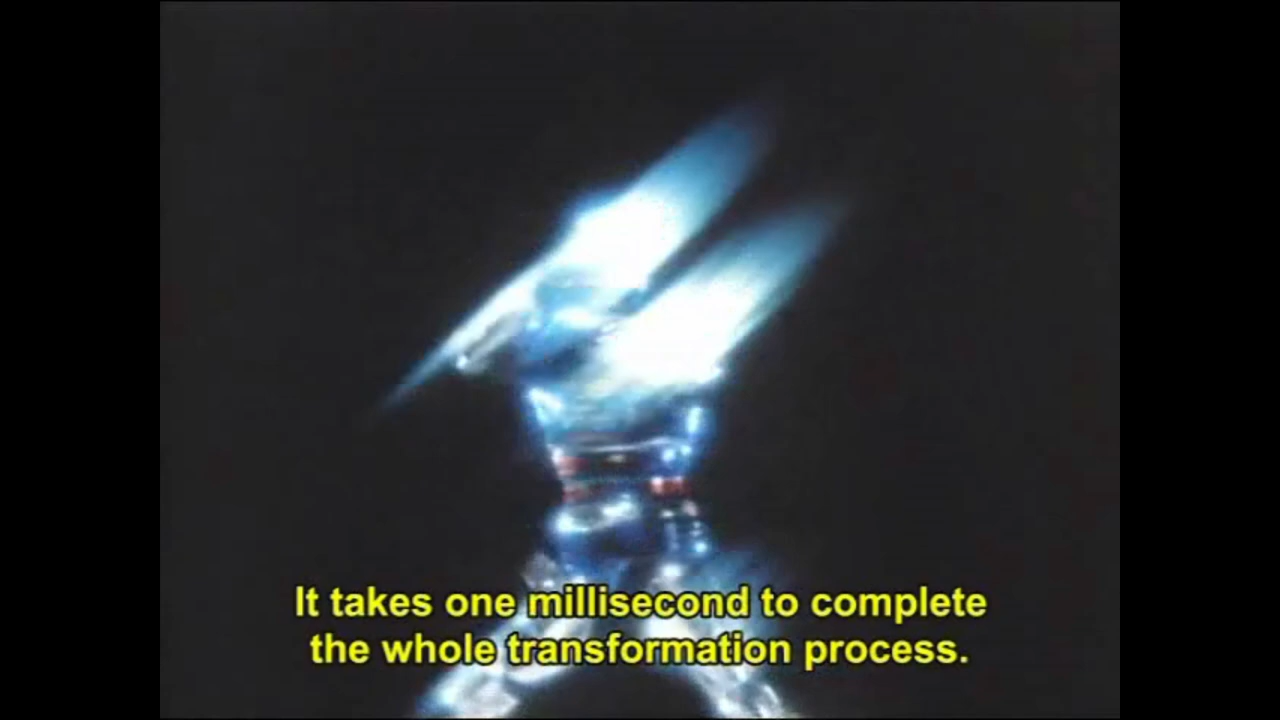 It takes one millisecond to complete
the whole transformation process.